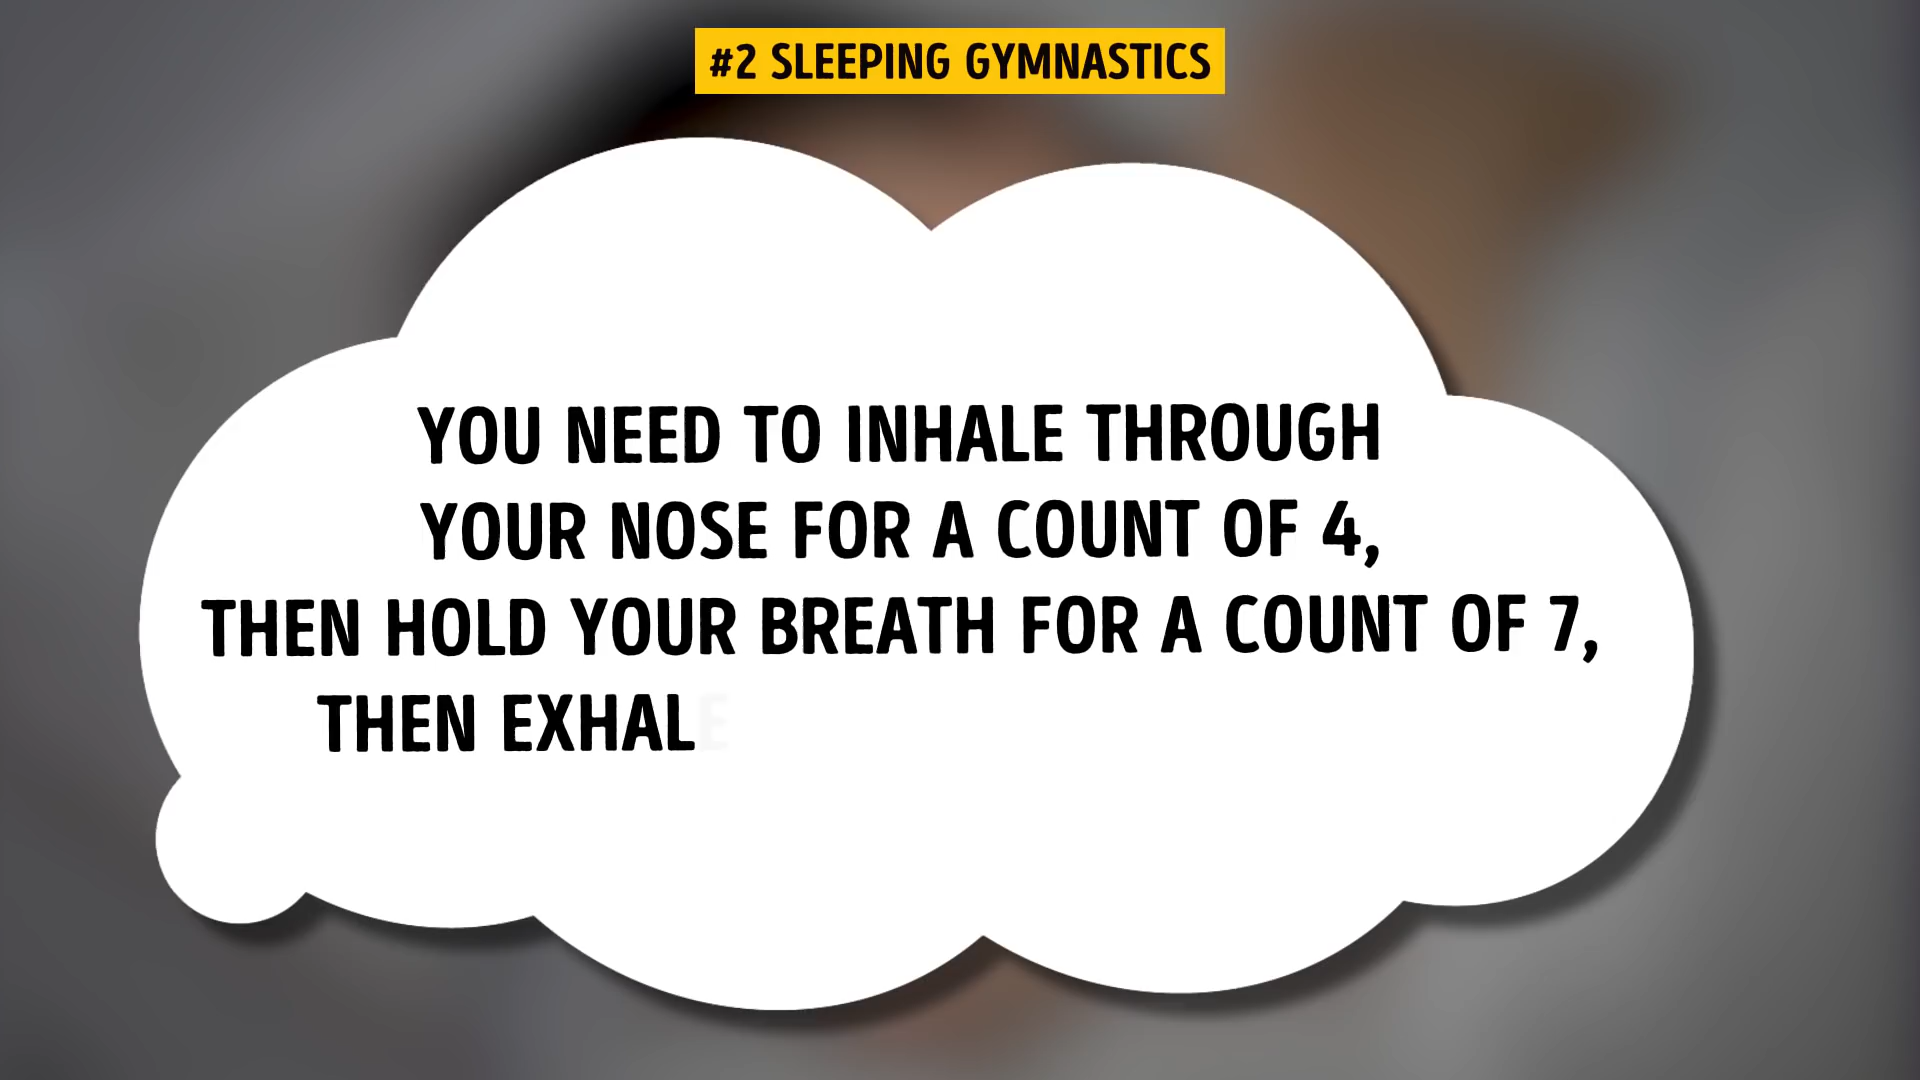 #2 SLEEPING GYMNASTICS
YOU NEED TO INHALE THROUGH
YOUR NOSE FOR A COUNT OF 4,
THEN HOLD YOUR BREATH FOR A COUNT OF 7,
THEN EXHALE